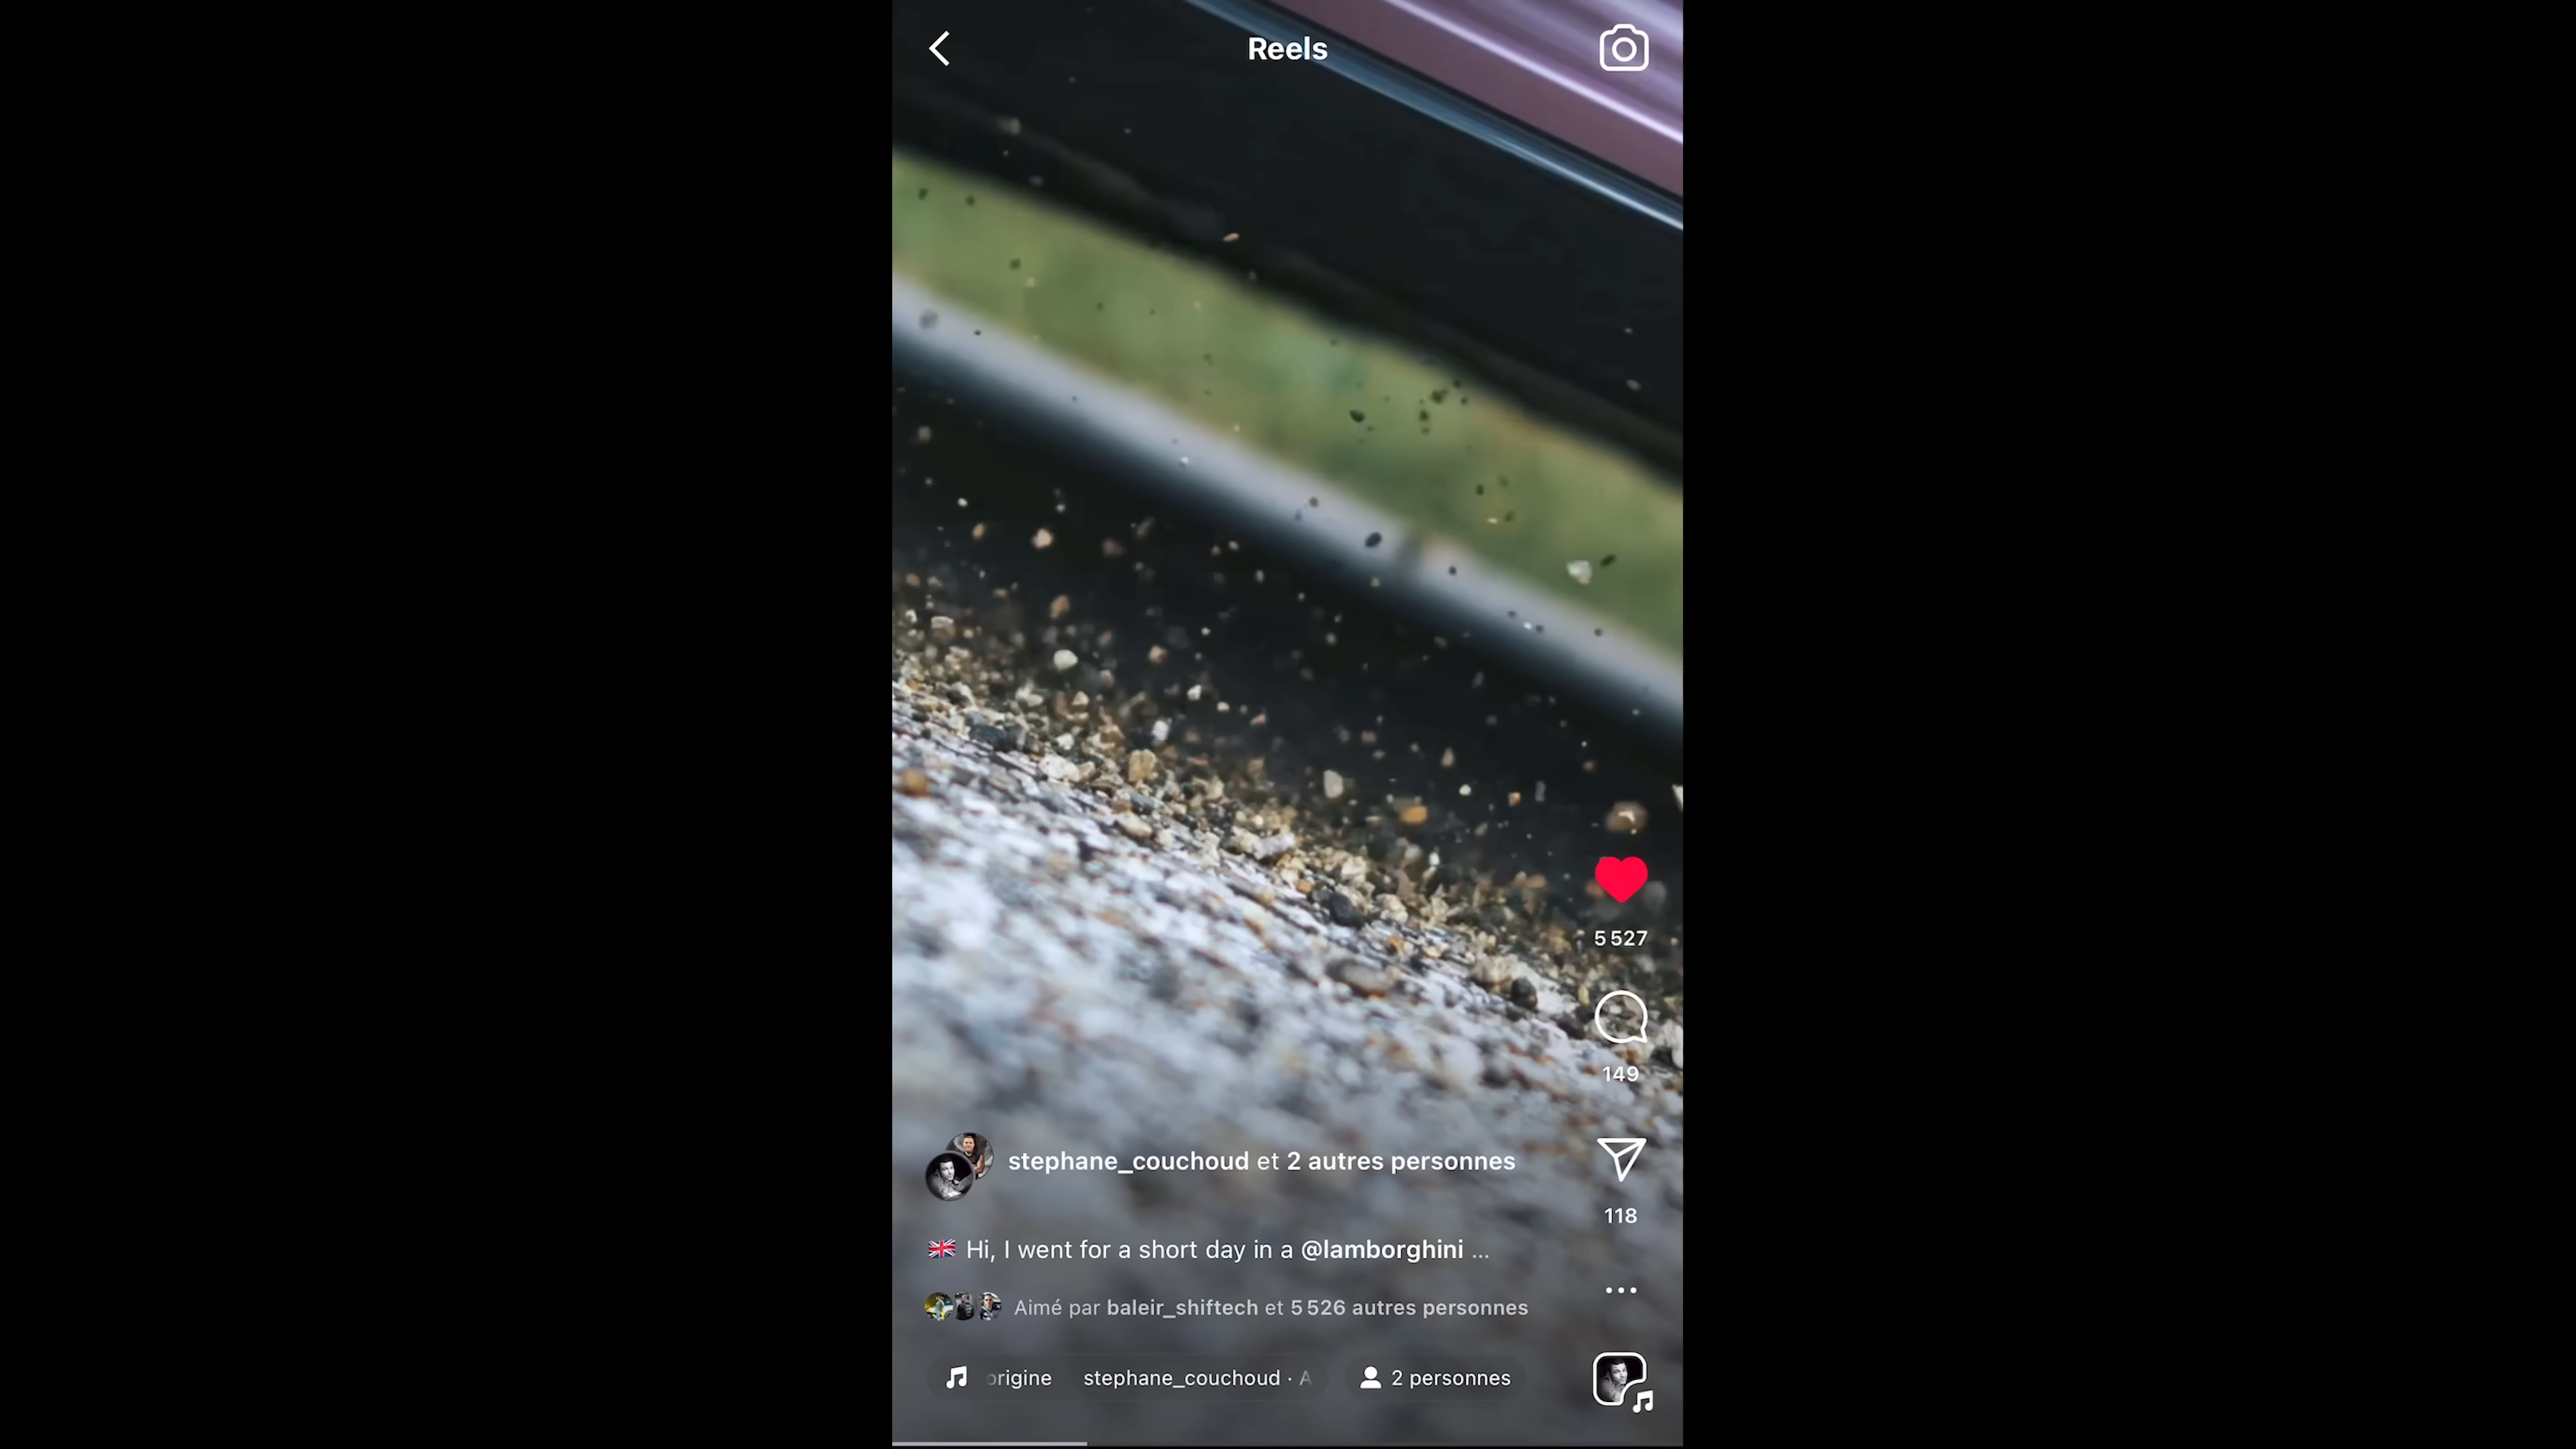 Reels
5 527
149
stephane_couchoud et 2 autres personnes
118
🇬🇧 Hi, I went for a short day in a @lamborghini ...
Aimé par baleir_shiftech et 5 526 autres personnes
origine stephane_couchoud · A
2 personnes